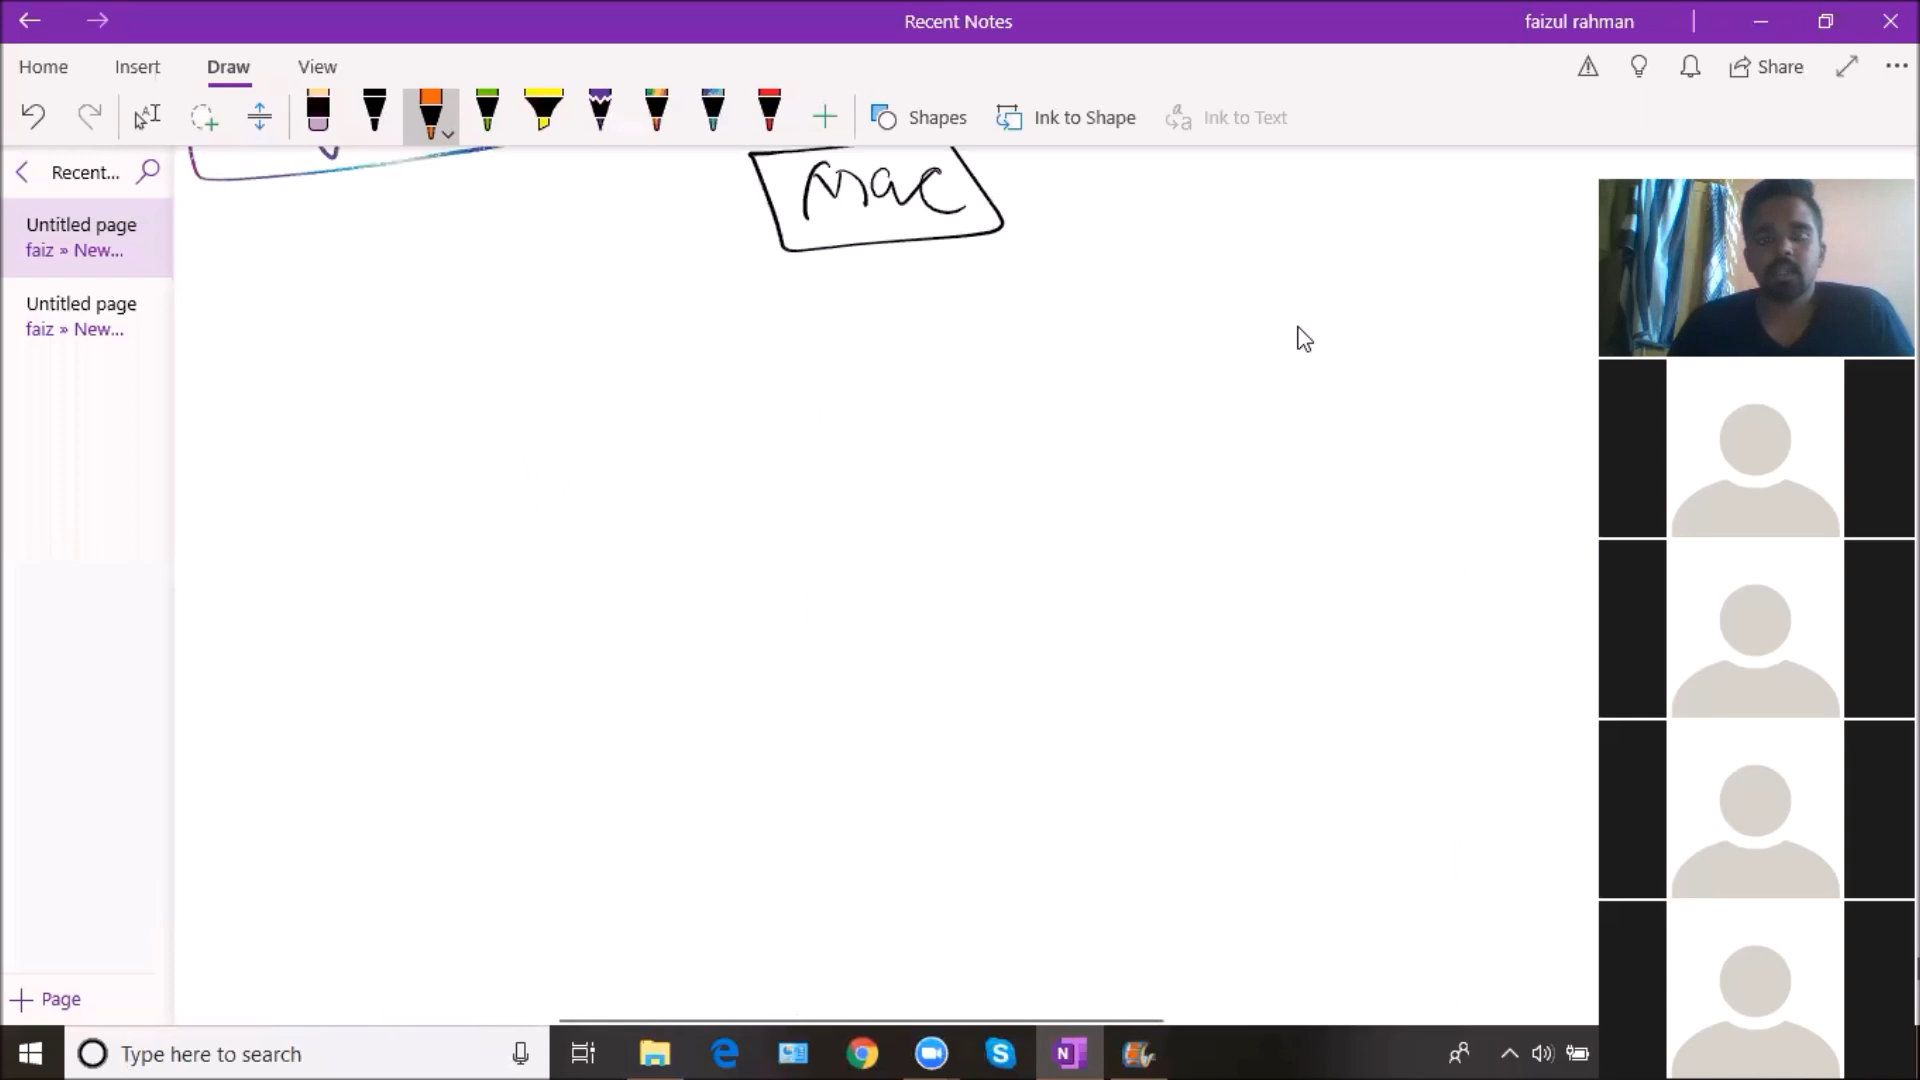 Recent Notes
faizul rahman
Home Insert Draw View
Share
Shapes Ink to Shape Ink to Text
Recent...
Untitled page
faiz » New...
Untitled page
faiz » New...
Mac
Page
Type here to search